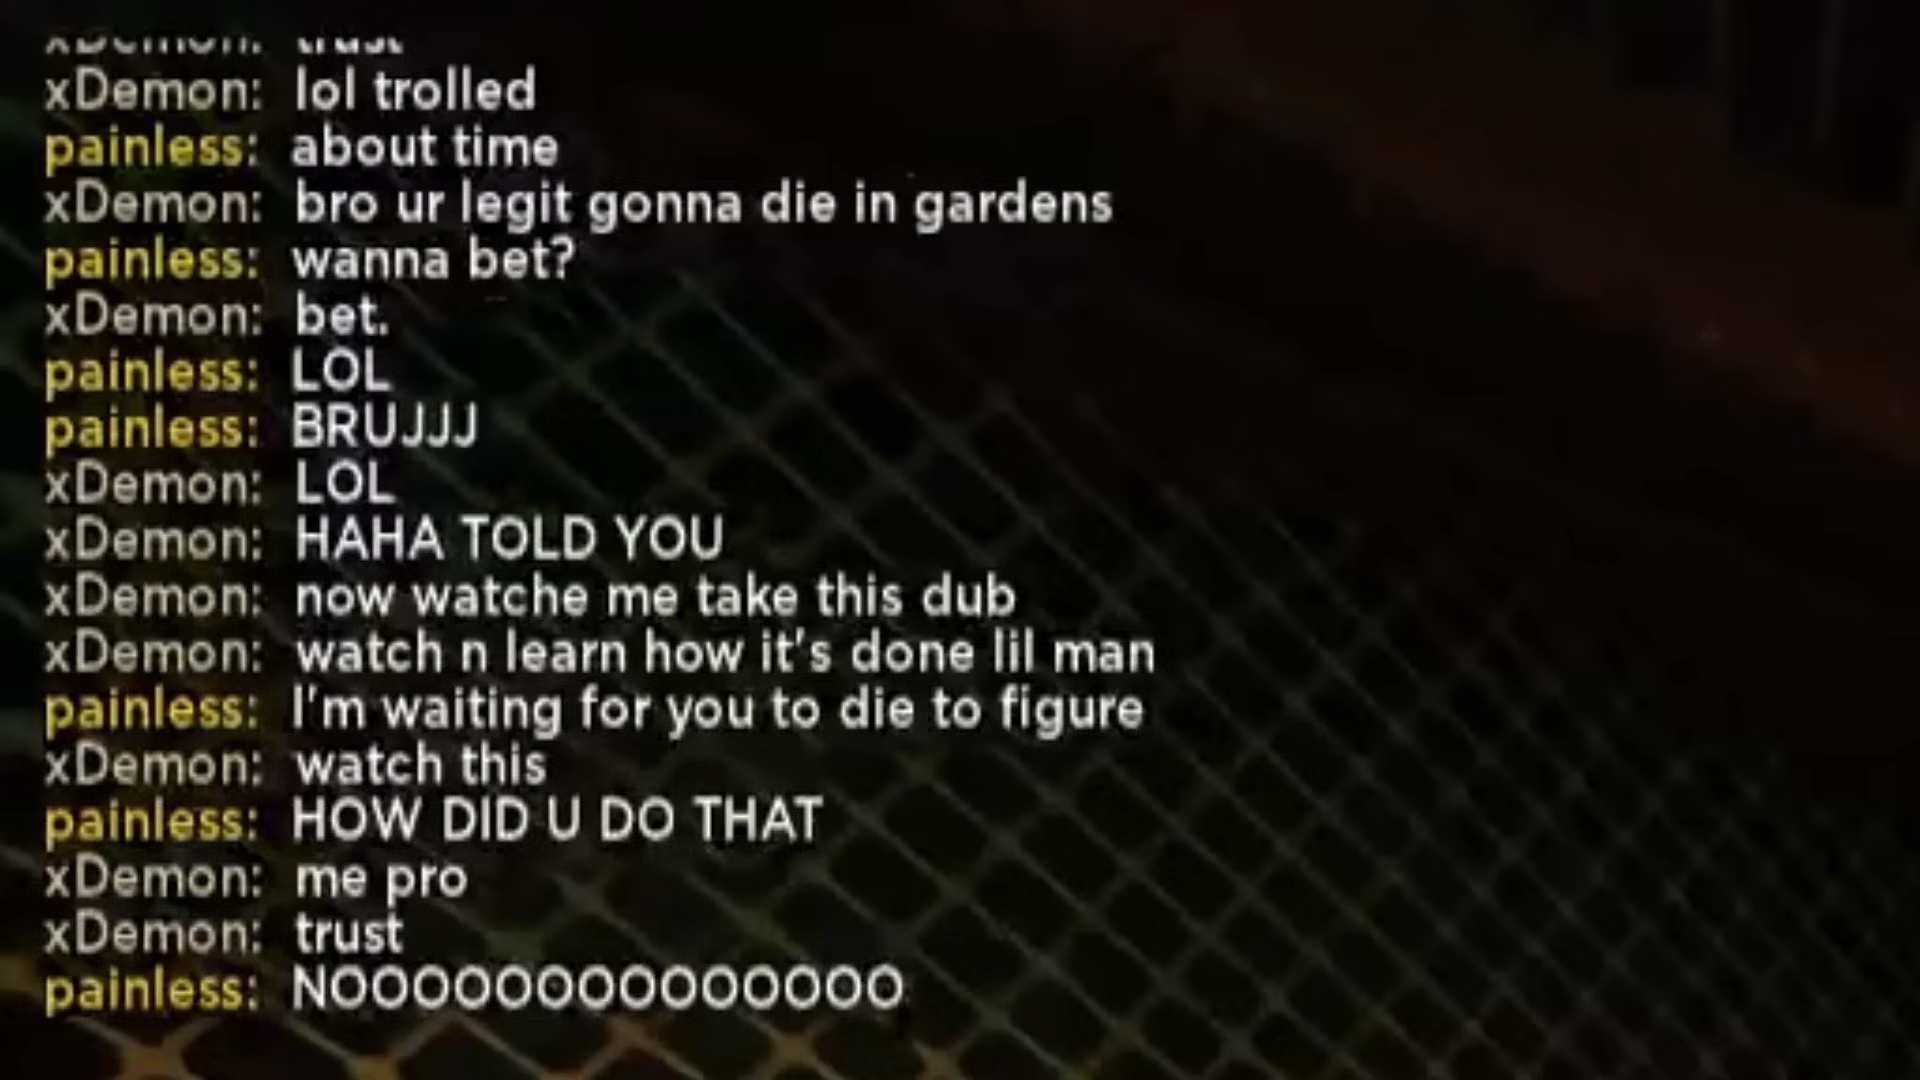 xDemon: trust
xDemon: lol trolled
painless: about time
xDemon: bro ur legit gonna die in gardens
painless: wanna bet?
xDemon: bet.
painless: LOL
painless: BRUJJJ
xDemon: LOL
xDemon: HAHA TOLD YOU
xDemon: now watche me take this dub
xDemon: watch n learn how it's done lil man
painless: I'm waiting for you to die to figure
xDemon: watch this
painless: HOW DID U DO THAT
xDemon: me pro
xDemon: trust
painless: NOOOOOOOOOOOOOO